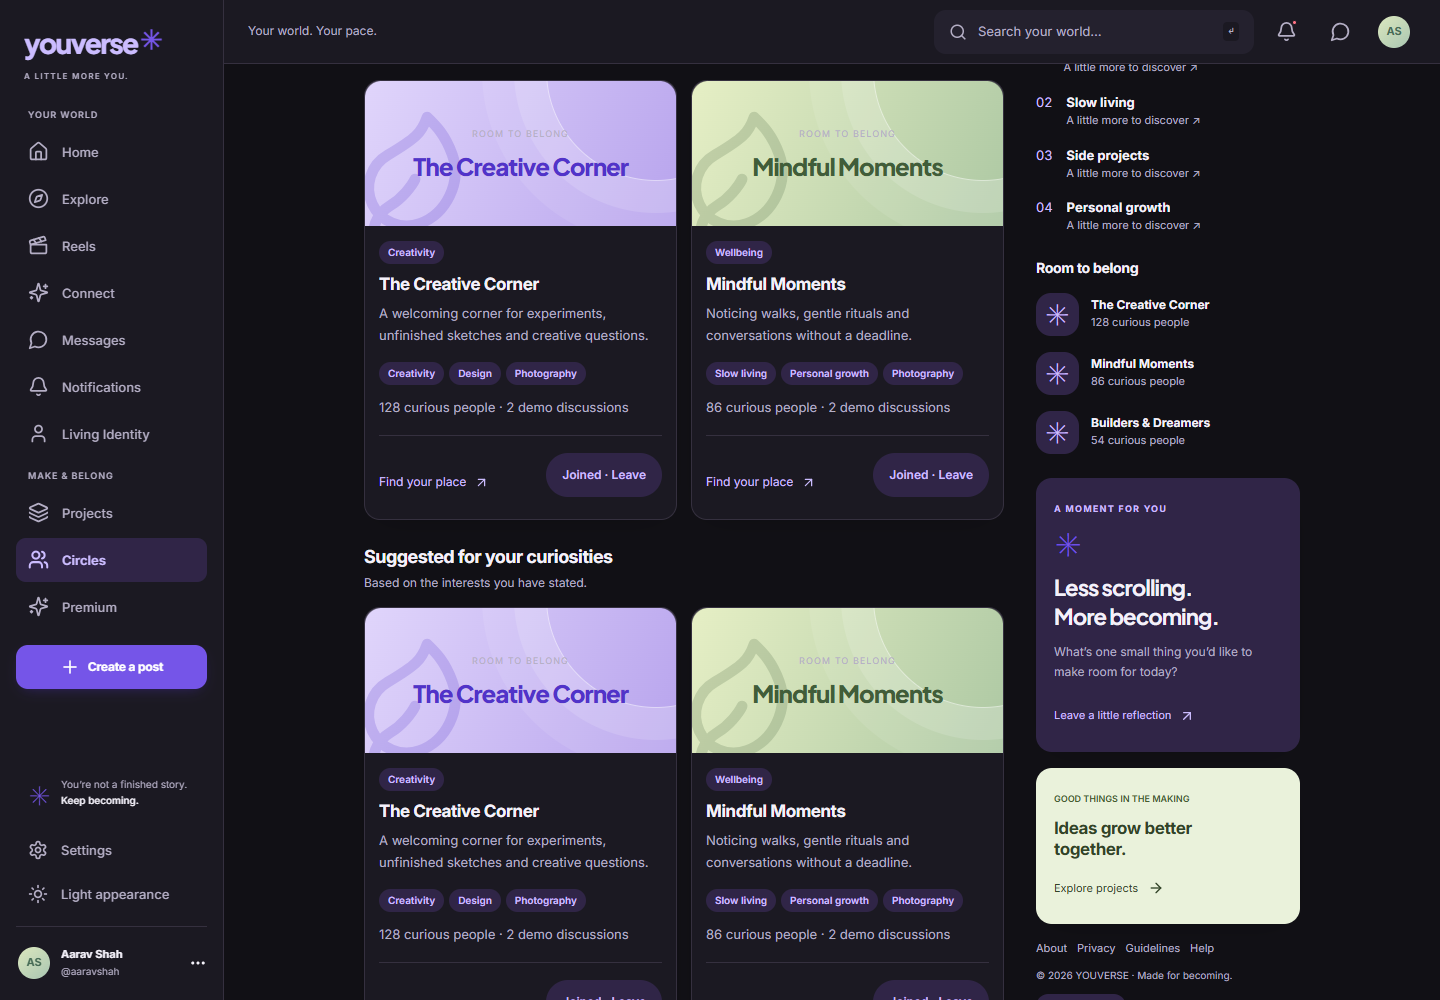 youverse
A LITTLE MORE YOU.
YOUR WORLD
Home
Explore
Reels
Connect
Messages
Notifications
Living Identity
MAKE & BELONG
Projects
Circles
Premium
Create a post
You're not a finished story.
Keep becoming.
Settings
Light appearance
AS
Aarav Shah
@aaravshah
Your world. Your pace.
Search your world...
AS
ROOM TO BELONG
The Creative Corner
Creativity
The Creative Corner
A welcoming corner for experiments,
unfinished sketches and creative questions.
Creativity
Design
Photography
128 curious people · 2 demo discussions
Find your place
Joined · Leave
ROOM TO BELONG
Mindful Moments
Wellbeing
Mindful Moments
Noticing walks, gentle rituals and
conversations without a deadline.
Slow living
Personal growth
Photography
86 curious people · 2 demo discussions
Find your place
Joined · Leave
Suggested for your curiosities
Based on the interests you have stated.
ROOM TO BELONG
The Creative Corner
Creativity
The Creative Corner
A welcoming corner for experiments,
unfinished sketches and creative questions.
Creativity
Design
Photography
128 curious people · 2 demo discussions
Joined · Leave
ROOM TO BELONG
Mindful Moments
Wellbeing
Mindful Moments
Noticing walks, gentle rituals and
conversations without a deadline.
Slow living
Personal growth
Photography
86 curious people · 2 demo discussions
Joined · Leave
A little more to discover ↗
02 Slow living
A little more to discover ↗
03 Side projects
A little more to discover ↗
04 Personal growth
A little more to discover ↗
Room to belong
The Creative Corner
128 curious people
Mindful Moments
86 curious people
Builders & Dreamers
54 curious people
A MOMENT FOR YOU
Less scrolling.
More becoming.
What's one small thing you'd like to
make room for today?
Leave a little reflection
GOOD THINGS IN THE MAKING
Ideas grow better
together.
Explore projects
About Privacy Guidelines Help
© 2026 YOUVERSE · Made for becoming.